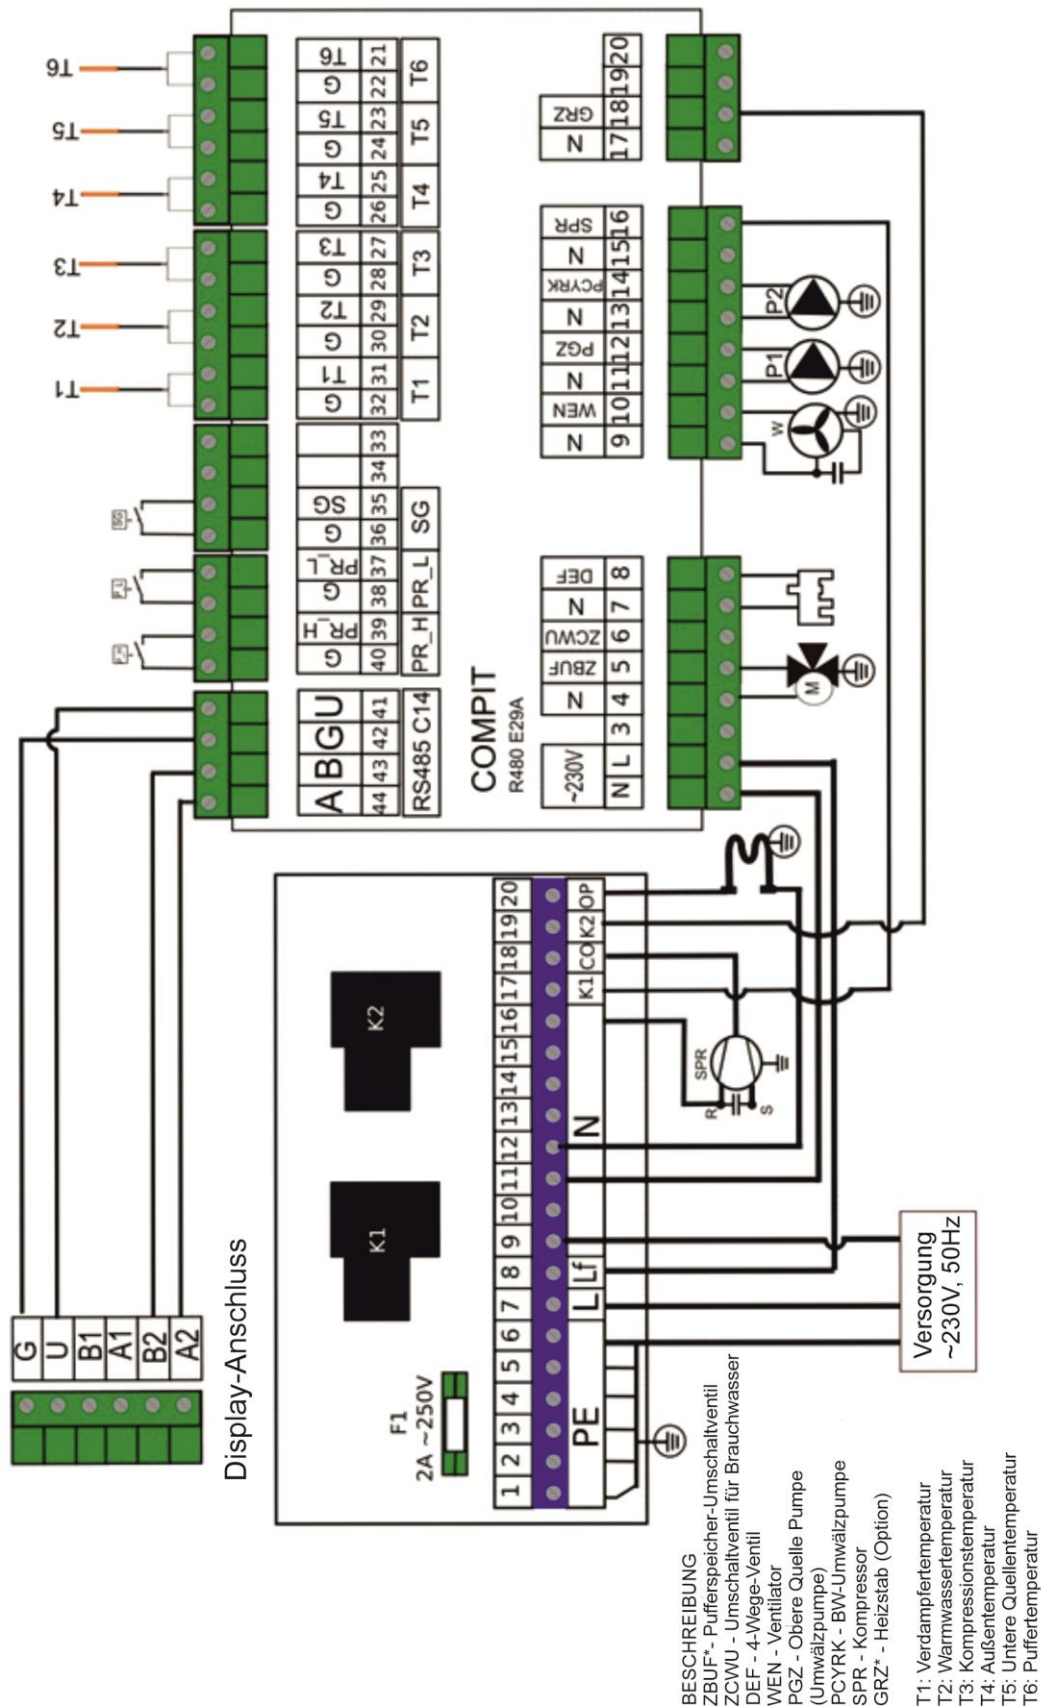 T6
T5
T4
T3
T2
T1
SG
P_L
P_H
T6 21
G 22
T6
T5 23
G 24
T5
T4 25
G 26
T4
T3 27
G 28
T3
T2 29
G 30
T2
T1 31
G 32
T1
33
34
SG 35
G 36
SG
PR_L 37
G 38
PR_L
PR_H 39
G 40
PR_H
U 41
G 42
B 43
A 44
RS485 C14
COMPIT
R480 E29A
20
19
GRZ 18
N 17
SPR 16
N 15
PCYRK 14
N 13
PGZ 12
N 11
WEN 10
N 9
DEF 8
N 7
ZCWU 6
ZBUF 5
N 4
3
~230V
L
N
P2
P1
W
M
G
U
B1
A1
B2
A2
Display-Anschluss
K2
K1
F1
2A ~250V
1 2 3 4 5 6 7 8 9 10 11 12 13 14 15 16 17 18 19 20
PE L Lf N K1 CO K2 OP
SPR
R
S
Versorgung
~230V, 50Hz
BESCHREIBUNG
ZBUF*- Pufferspeicher-Umschaltventil
ZCWU - Umschaltventil für Brauchwasser
DEF - 4-Wege-Ventil
WEN - Ventilator
PGZ - Obere Quelle Pumpe
(Umwälzpumpe)
PCYRK - BW-Umwälzpumpe
SPR - Kompressor
GRZ* - Heizstab (Option)
T1: Verdampfertemperatur
T2: Warmwassertemperatur
T3: Kompressionstemperatur
T4: Außentemperatur
T5: Untere Quellentemperatur
T6: Puffertemperatur